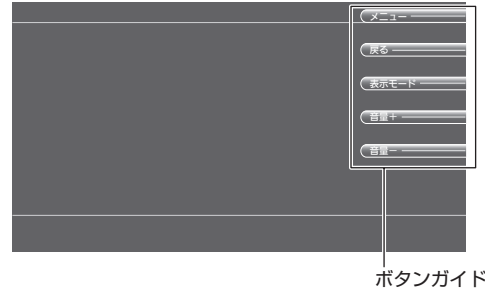 メニュー
戻る
表示モード
音量＋
音量－
ボタンガイド